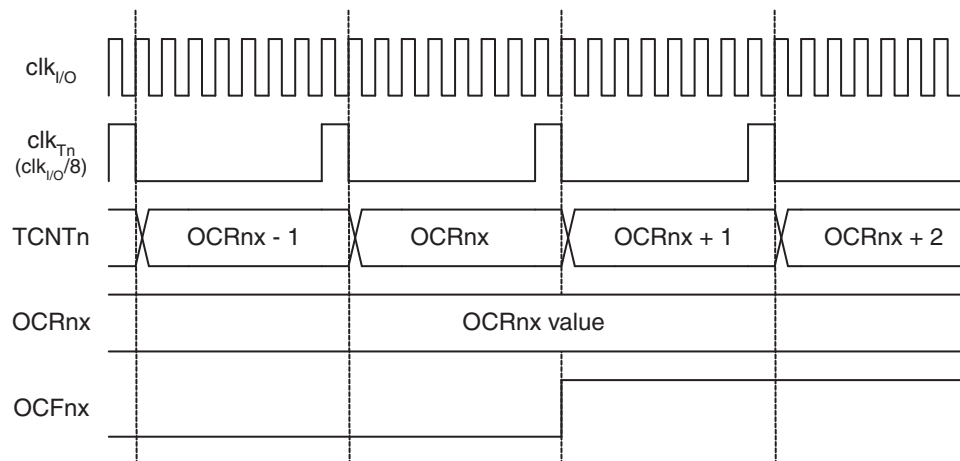 clkI/O
clkTn
(clkI/O/8)
TCNTn OCRnx - 1 OCRnx OCRnx + 1 OCRnx + 2
OCRnx OCRnx value
OCFnx